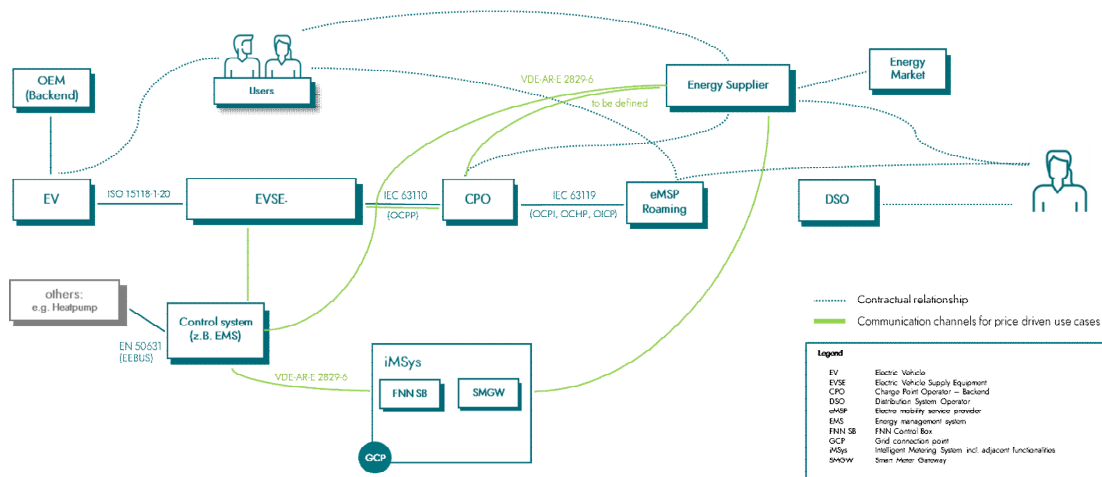 OEM
(Backend)
Users
VDE-AR-E 2829-6
to be defined
Energy Supplier
Energy
Market
EV
ISO 15118-1-20
EVSE-
IEC 63110
(OCPP)
CPO
IEC 63119
(OCPI, OCHP, OICP)
eMSP
Roaming
DSO
others:
e.g. Heatpump
EN 50631
(EEBUS)
Control system
(z.B. EMS)
VDE-AR-E 2829-6
iMSys
FNN SB
SMGW
GCP
Contractual relationship
Communication channels for price driven use cases
Legend
EV Electric Vehicle
EVSE Electric Vehicle Supply Equipment
CPO Charge Point Operator – Backend
DSO Distribution System Operator
eMSP Electro mobility service provider
EMS Energy management system
FNN SB FNN Control Box
GCP Grid connection point
iMSys Intelligent Metering System incl. adjacent functionalities
SMGW Smart Meter Gateway